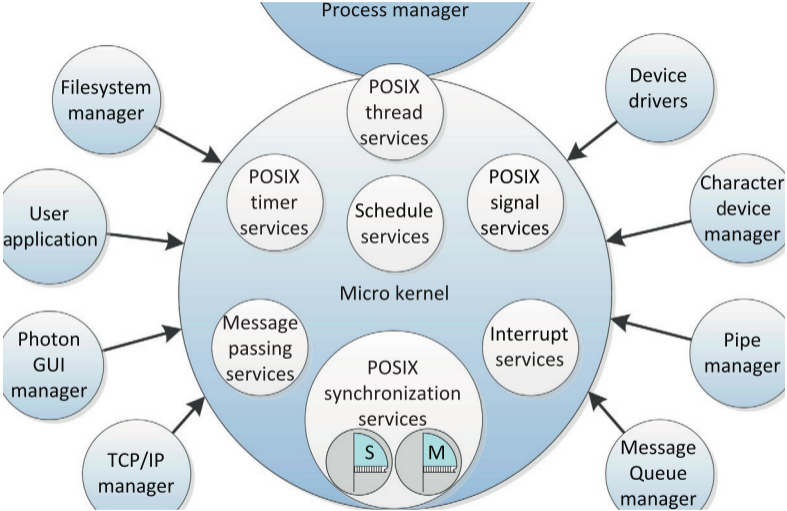 Process manager
Filesystem
manager
POSIX
thread
services
Device
drivers
POSIX
timer
services
Schedule
services
POSIX
signal
services
User
application
Character
device
manager
Micro kernel
Message
passing
services
Interrupt
services
Photon
GUI
manager
Pipe
manager
POSIX
synchronization
services
S
M
TCP/IP
manager
Message
Queue
manager